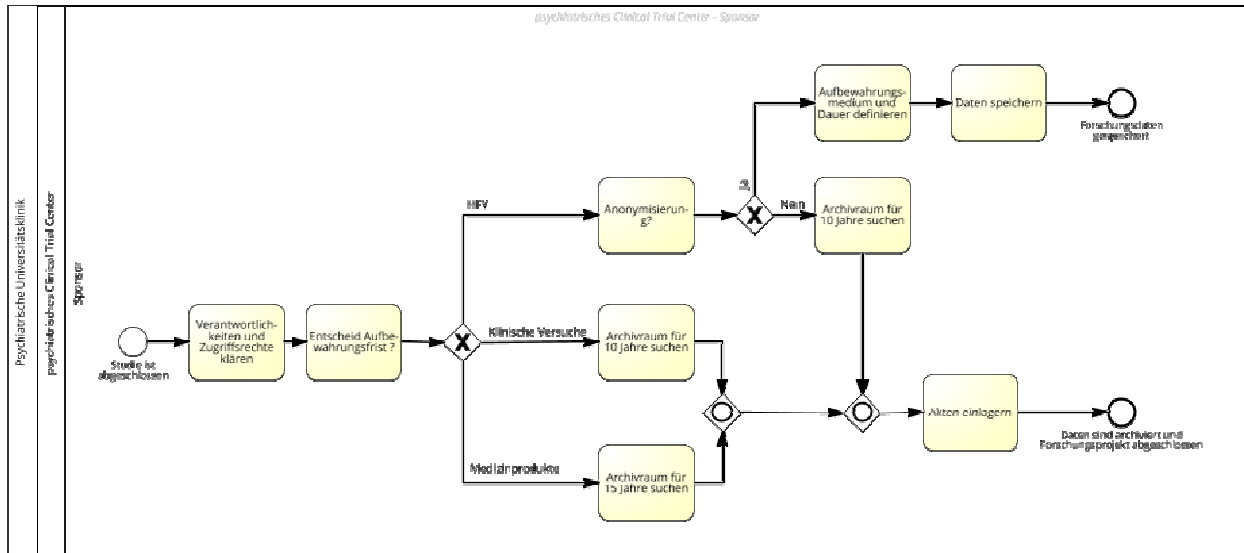 psychiatrisches Clinical Trial Center - Sponsor
Psychiatrische Universitätsklinik
psychiatrisches Clinical Trial Center
Sponsor
Studie ist
abgeschlossen
Verantwortlich-
keiten und
Zugriffsrechte
klären
Entscheid Aufbe-
wahrungsfrist ?
HFV
Anonymisierun-
g?
Ja
Aufbewahrungs-
medium und
Dauer definieren
Daten speichern
Forschungsdaten
gespeichert
Nein
Archivraum für
10 Jahre suchen
Klinische Versuche
Archivraum für
10 Jahre suchen
Medizinprodukte
Archivraum für
15 Jahre suchen
Akten einlagern
Daten sind archiviert und
Forschungsprojekt abgeschlossen